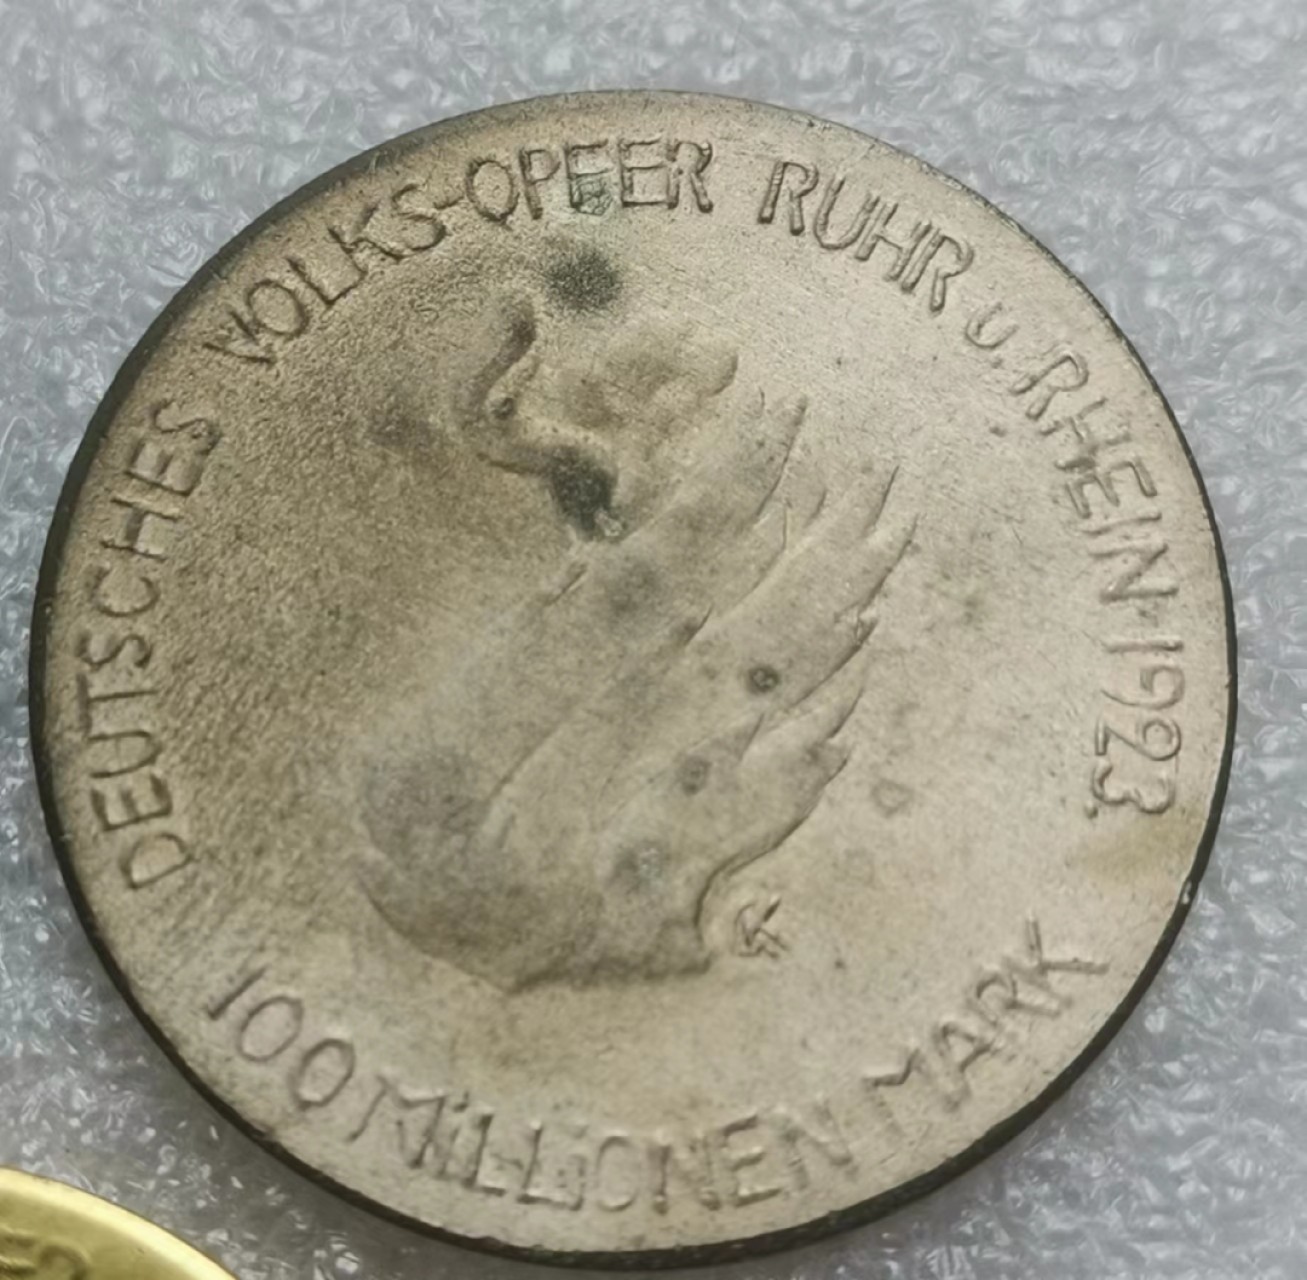 DEUTSCHES VOLKS-OPFER RUHR u. RHEIN·1923.
100 MiLLiONEN MARK